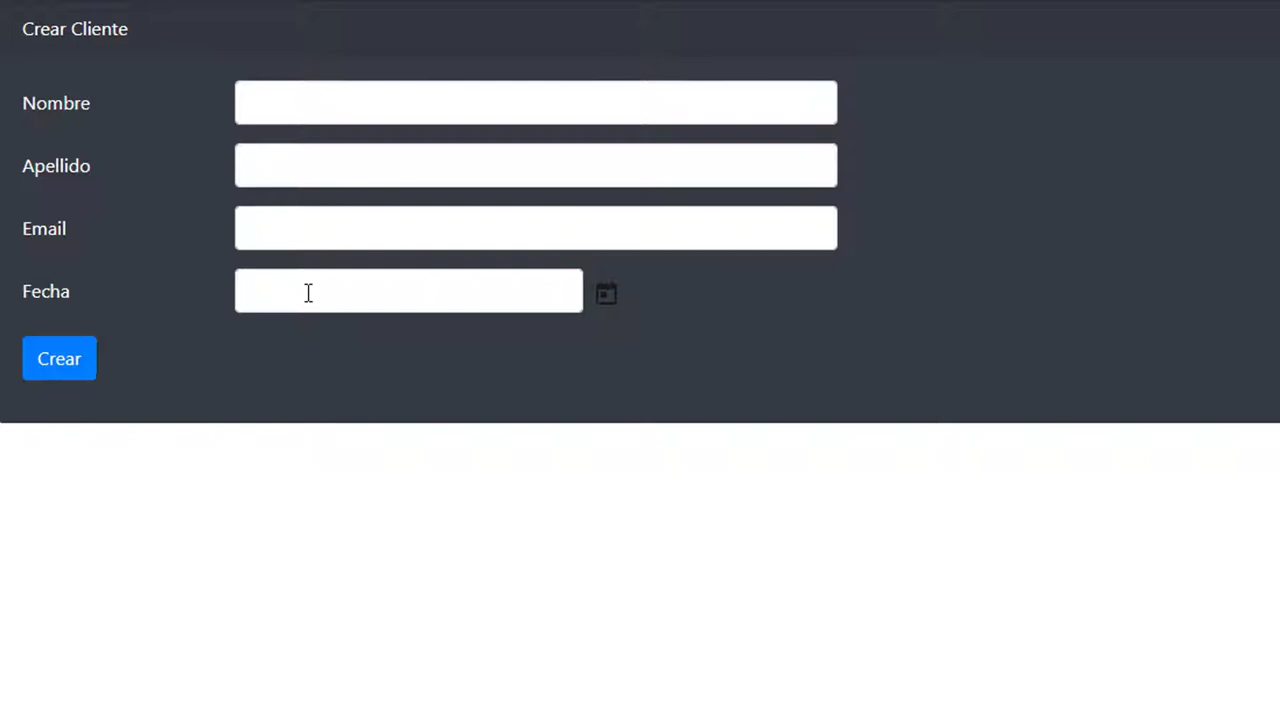 Crear Cliente
Nombre
Apellido
Email
Fecha
Crear